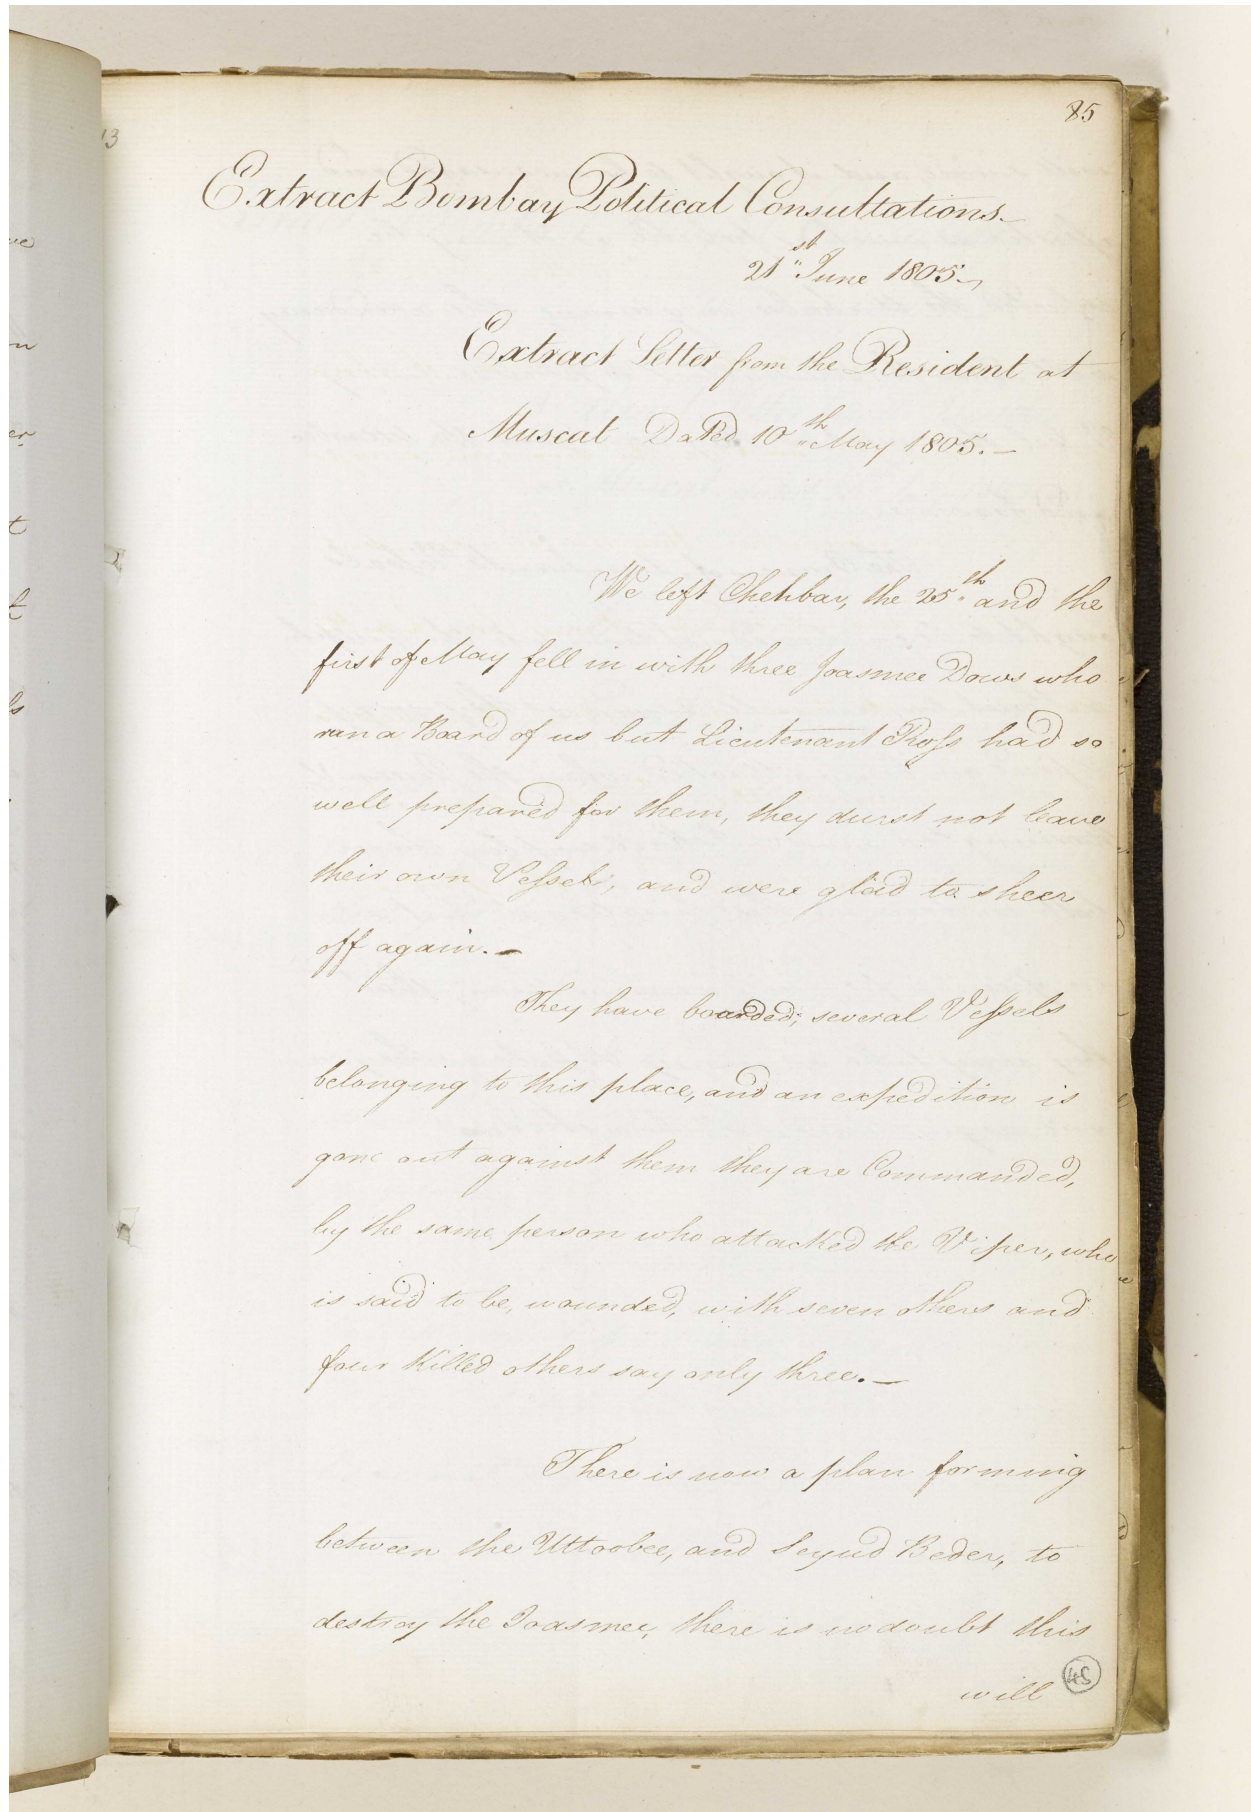 85
Extract Bombay Political Consultations.
21st June 1805.
Extract Letter from the Resident at
Muscat Dated 10th May 1805.—
We left Chehbar, the 25th and the
first of May fell in with three Joasmee Dows who
ran a Board of us but Lieutenant Ross had so
well prepared for them, they durst not leave
their own Vessels, and were glad to sheer
off again.—
They have boarded, several Vessels
belonging to this place, and an expedition is
gone out against them they are Commanded,
by the same person who attacked the Viper, who
is said to be, wounded, with seven others and
four Killed others say only three.—
There is now a plan forming
between the Uttoobee, and Seyud Beder, to
destroy the Joasmee, there is no doubt this
will
45